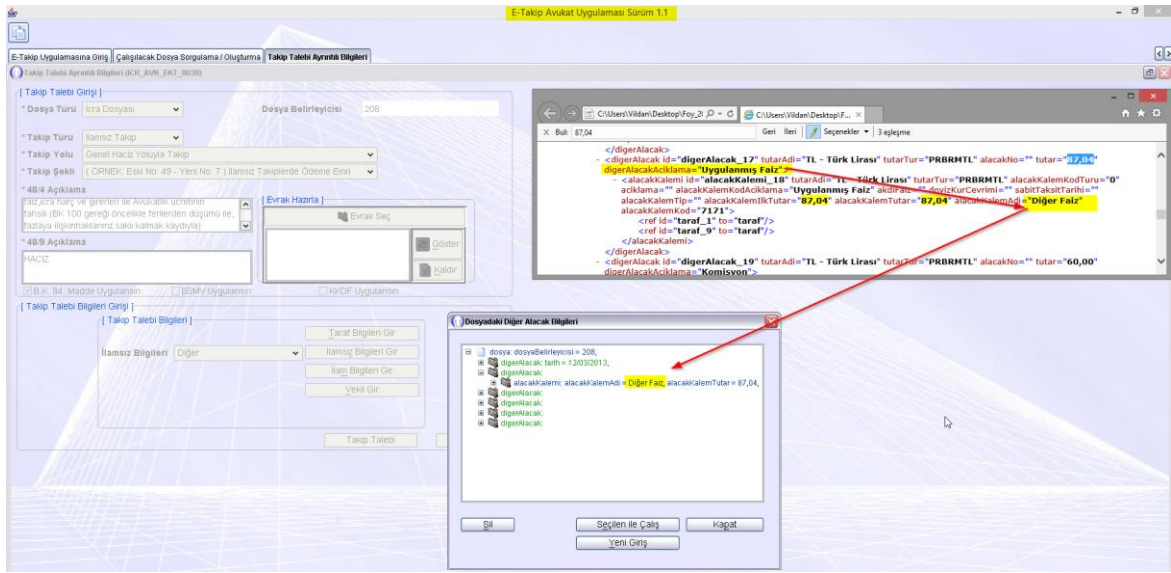 E-Takip Avukat Uygulaması Sürüm 1.1
E-Takip Uygulamasına Giriş
Çalışılacak Dosya Sorgulama / Oluşturma
Takip Talebi Ayrıntılı Bilgileri
Takip Talebi Ayrıntılı Bilgileri (ICR_AVK_EKT_0030)
[ Takip Talebi Girişi ]
* Dosya Türü İcra Dosyası
Dosya Belirleyicisi 208
* Takip Türü İlamsız Takip
* Takip Yolu Genel Haciz Yoluyla Takip
* Takip Şekli ( ÖRNEK: Eski No: 49 - Yeni No: 7 ) İlamsız Takiplerde Ödeme Emri
* 48/4 Açıklama
faiz,icra harç ve girerleri ile Avukatlık ücretinin
tahsili (BK 100 gereği öncelikle ferilerden düşümü ile,
fazlaya ilişkinhaklarımız saklı kalmak kaydıyla)
* 48/9 Açıklama
HACİZ
[ Evrak Hazırla ]
Evrak Seç
Göster
Kaldır
B.K. 84. Madde Uygulansın
BSMV Uygulansın
KKDF Uygulansın
[ Takip Talebi Bilgileri Girişi ]
[ Takip Talebi Bilgileri ]
İlamsız Bilgileri Diğer
Taraf Bilgileri Gir
İlamsız Bilgileri Gir
İlam Bilgileri Gir
Vekil Gir
Takip Talebi
C:\Users\Vildan\Desktop\Foy_2
C:\Users\Vildan\Desktop\F...
× Bul: 87,04 Geri İleri Seçenekler 3 eşleşme
</digerAlacak>
- <digerAlacak id="digerAlacak_17" tutarAdi="TL - Türk Lirası" tutarTur="PRBRMTL" alacakNo="" tutar="87,04"
digerAlacakAciklama="Uygulanmış Faiz">
- <alacakKalemi id="alacakKalemi_18" tutarAdi="TL - Türk Lirası" tutarTur="PRBRMTL" alacakKalemKodTuru="0"
aciklama="" alacakKalemKodAciklama="Uygulanmış Faiz" akdiFaiz="" dovizKurCevrimi="" sabitTaksitTarihi=""
alacakKalemTip="" alacakKalemIlkTutar="87,04" alacakKalemTutar="87,04" alacakKalemAdi="Diğer Faiz"
alacakKalemKod="7171">
<ref id="taraf_1" to="taraf"/>
<ref id="taraf_9" to="taraf"/>
</alacakKalemi>
</digerAlacak>
- <digerAlacak id="digerAlacak_19" tutarAdi="TL - Türk Lirası" tutarTur="PRBRMTL" alacakNo="" tutar="60,00"
digerAlacakAciklama="Komisyon">
Dosyadaki Diğer Alacak Bilgileri
dosya: dosyaBelirleyicisi = 208,
digerAlacak: tarih = 12/03/2013,
digerAlacak:
alacakKalemi: alacakKalemAdi = Diğer Faiz, alacakKalemTutar = 87,04,
digerAlacak:
digerAlacak:
digerAlacak:
digerAlacak:
Sil
Seçilen ile Çalış
Kapat
Yeni Giriş